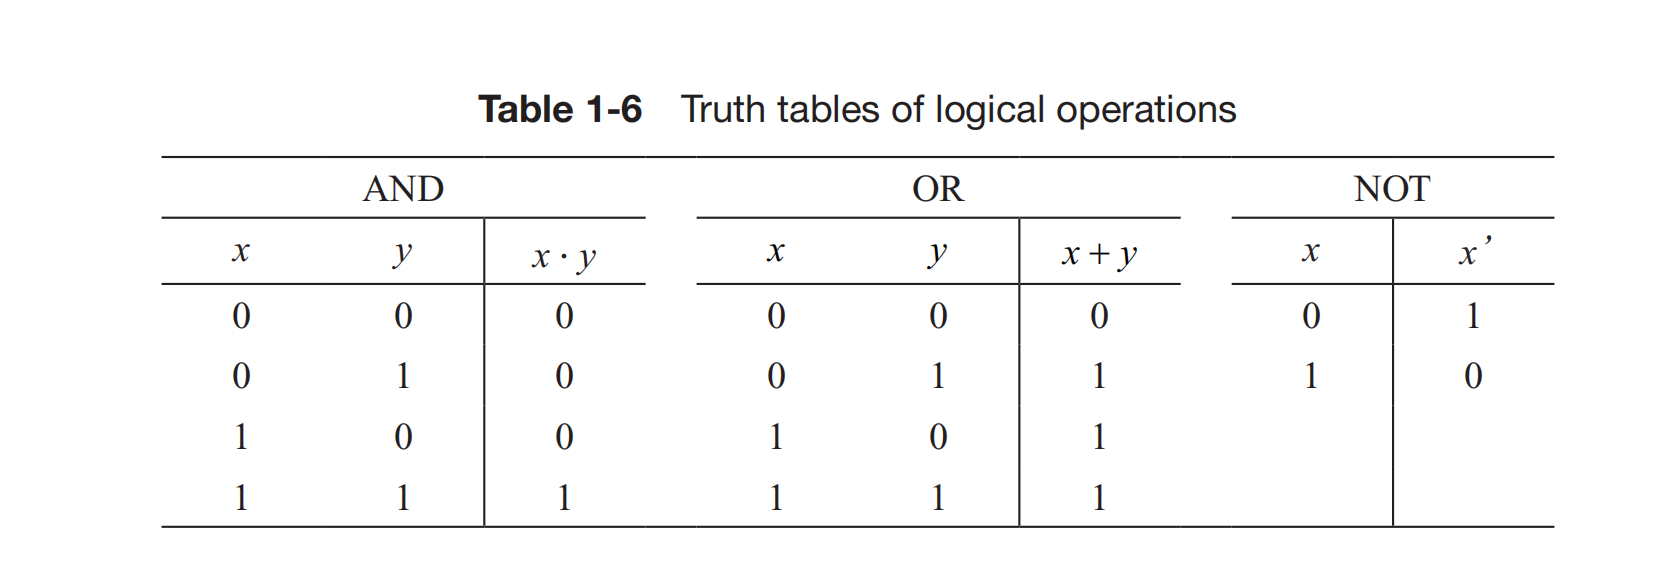 Table 1-6 Truth tables of logical operations
AND OR NOT
x y x · y x y x + y x x’
0 0 0 0 0 0 0 1
0 1 0 0 1 1 1 0
1 0 0 1 0 1
1 1 1 1 1 1